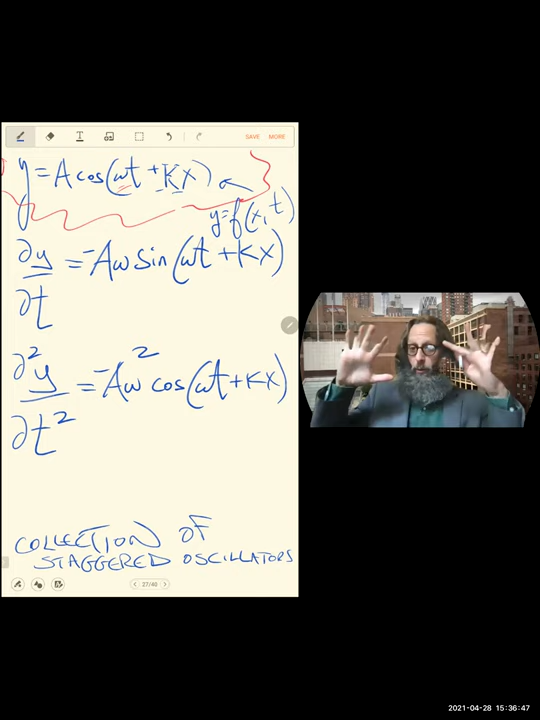 SAVE MORE
y = A cos(ωt + Kx)
y = f(x, t)
∂y/∂t = -Aω sin(ωt + Kx)
∂²y/∂t² = -Aω² cos(ωt + Kx)
COLLECTION OF
STAGGERED OSCILLATORS
27/40
2021-04-28 15:36:47